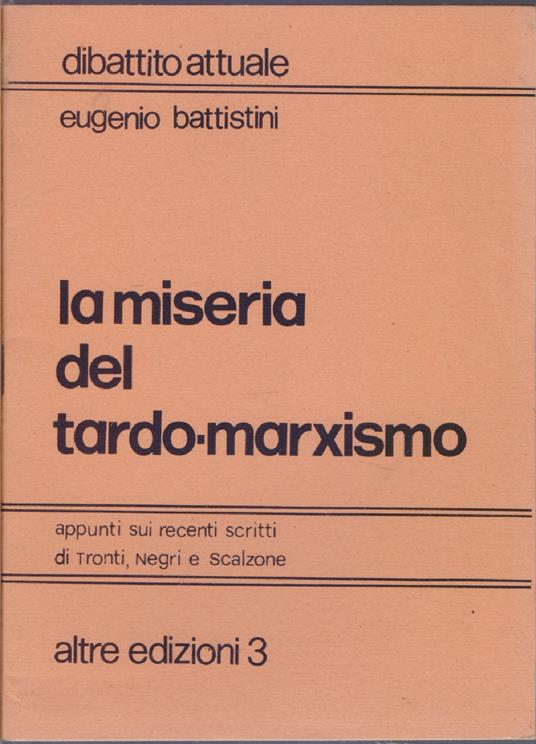 dibattito attuale
eugenio battistini
la miseria
del
tardo-marxismo
appunti sui recenti scritti
di Tronti, Negri e Scalzone
altre edizioni 3